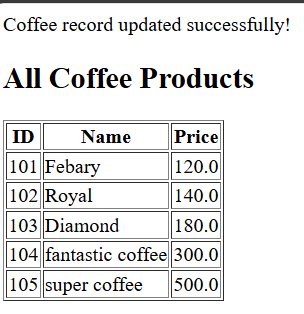 Coffee record updated successfully!
All Coffee Products
ID Name Price
101 Febary 120.0
102 Royal 140.0
103 Diamond 180.0
104 fantastic coffee 300.0
105 super coffee 500.0